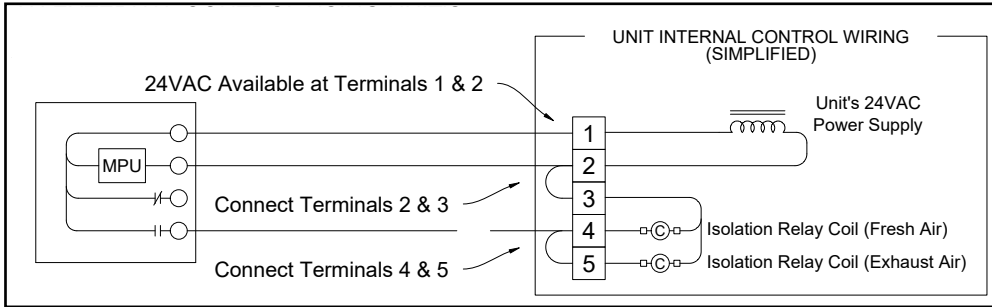 UNIT INTERNAL CONTROL WIRING
(SIMPLIFIED)
24VAC Available at Terminals 1 & 2
Unit's 24VAC
Power Supply
1
MPU
2
3
Connect Terminals 2 & 3
4
Isolation Relay Coil (Fresh Air)
C
5
Isolation Relay Coil (Exhaust Air)
C
Connect Terminals 4 & 5